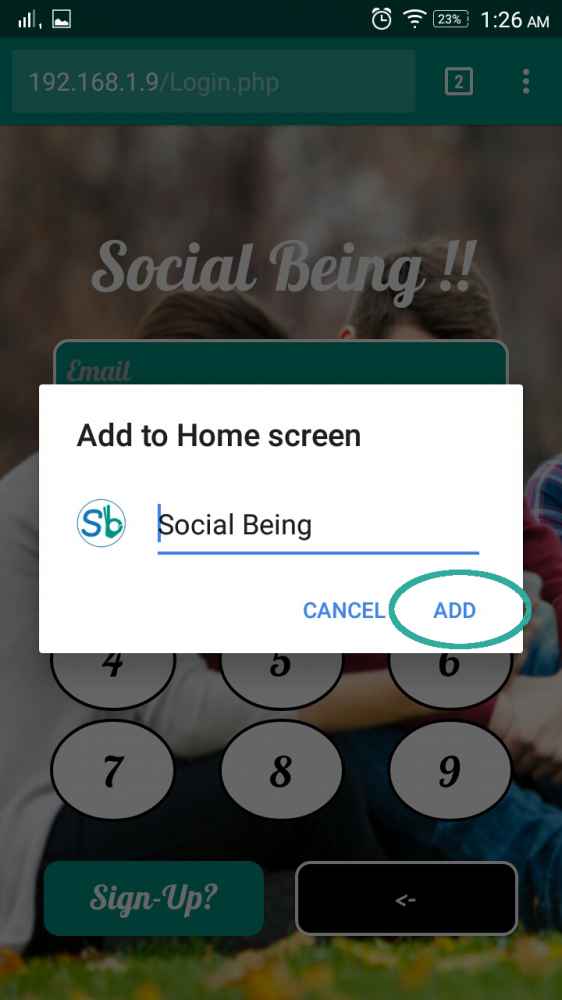 23% 1:26 AM
192.168.1.9/Login.php 2
Social Being !!
Email
Add to Home screen
Sb Social Being
CANCEL ADD
4 5 6
7 8 9
Sign-Up? <-